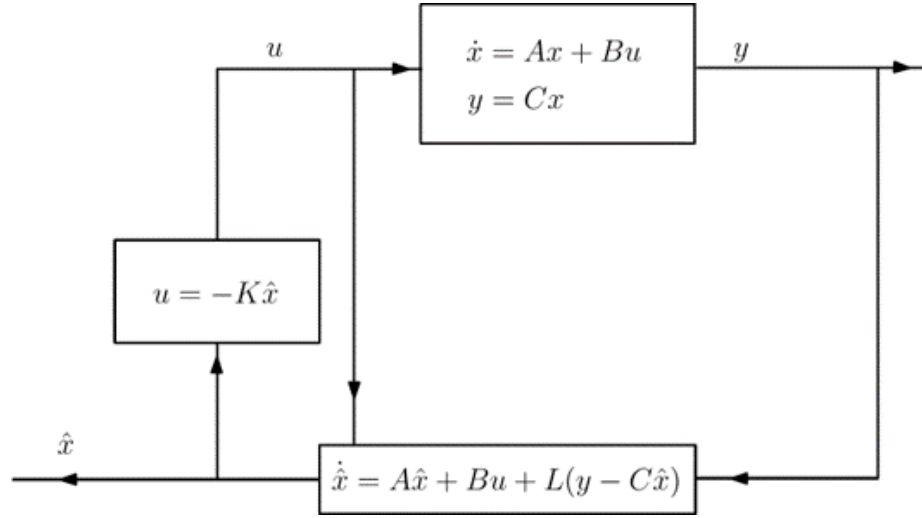 u
ẋ = Ax + Bu
y = Cx
y
u = −Kx̂
x̂
x̂̇ = Ax̂ + Bu + L(y − Cx̂)